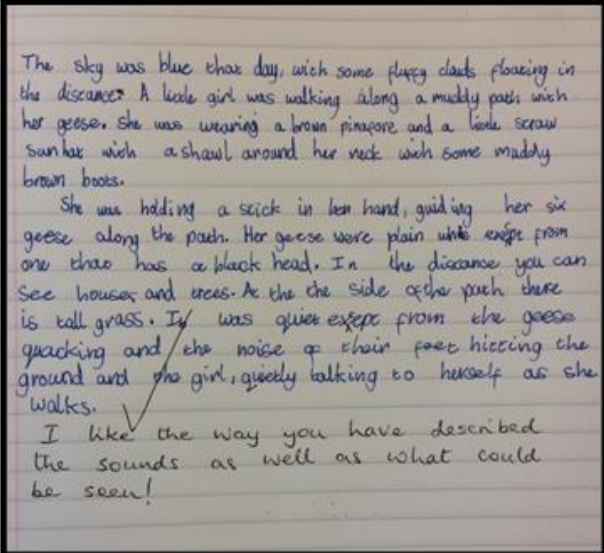 The sky was blue that day, with some fluffy clouds floating in
the distance. A little girl was walking along a muddy path with
her geese. She was wearing a brown pinafore and a little straw
sunhat with a shawl around her neck with some muddy
brown boots.
She was holding a stick in her hand, guiding her six
geese along the path. Her geese were plain white exept from
one that has a black head. In the distance you can
see houses and trees. At the the side of the path there
is tall grass. It was quiet exept from the geese
quacking and the noise of their feet hitting the
ground and the girl, quietly talking to herself as she
walks.
I like the way you have described
the sounds as well as what could
be seen!